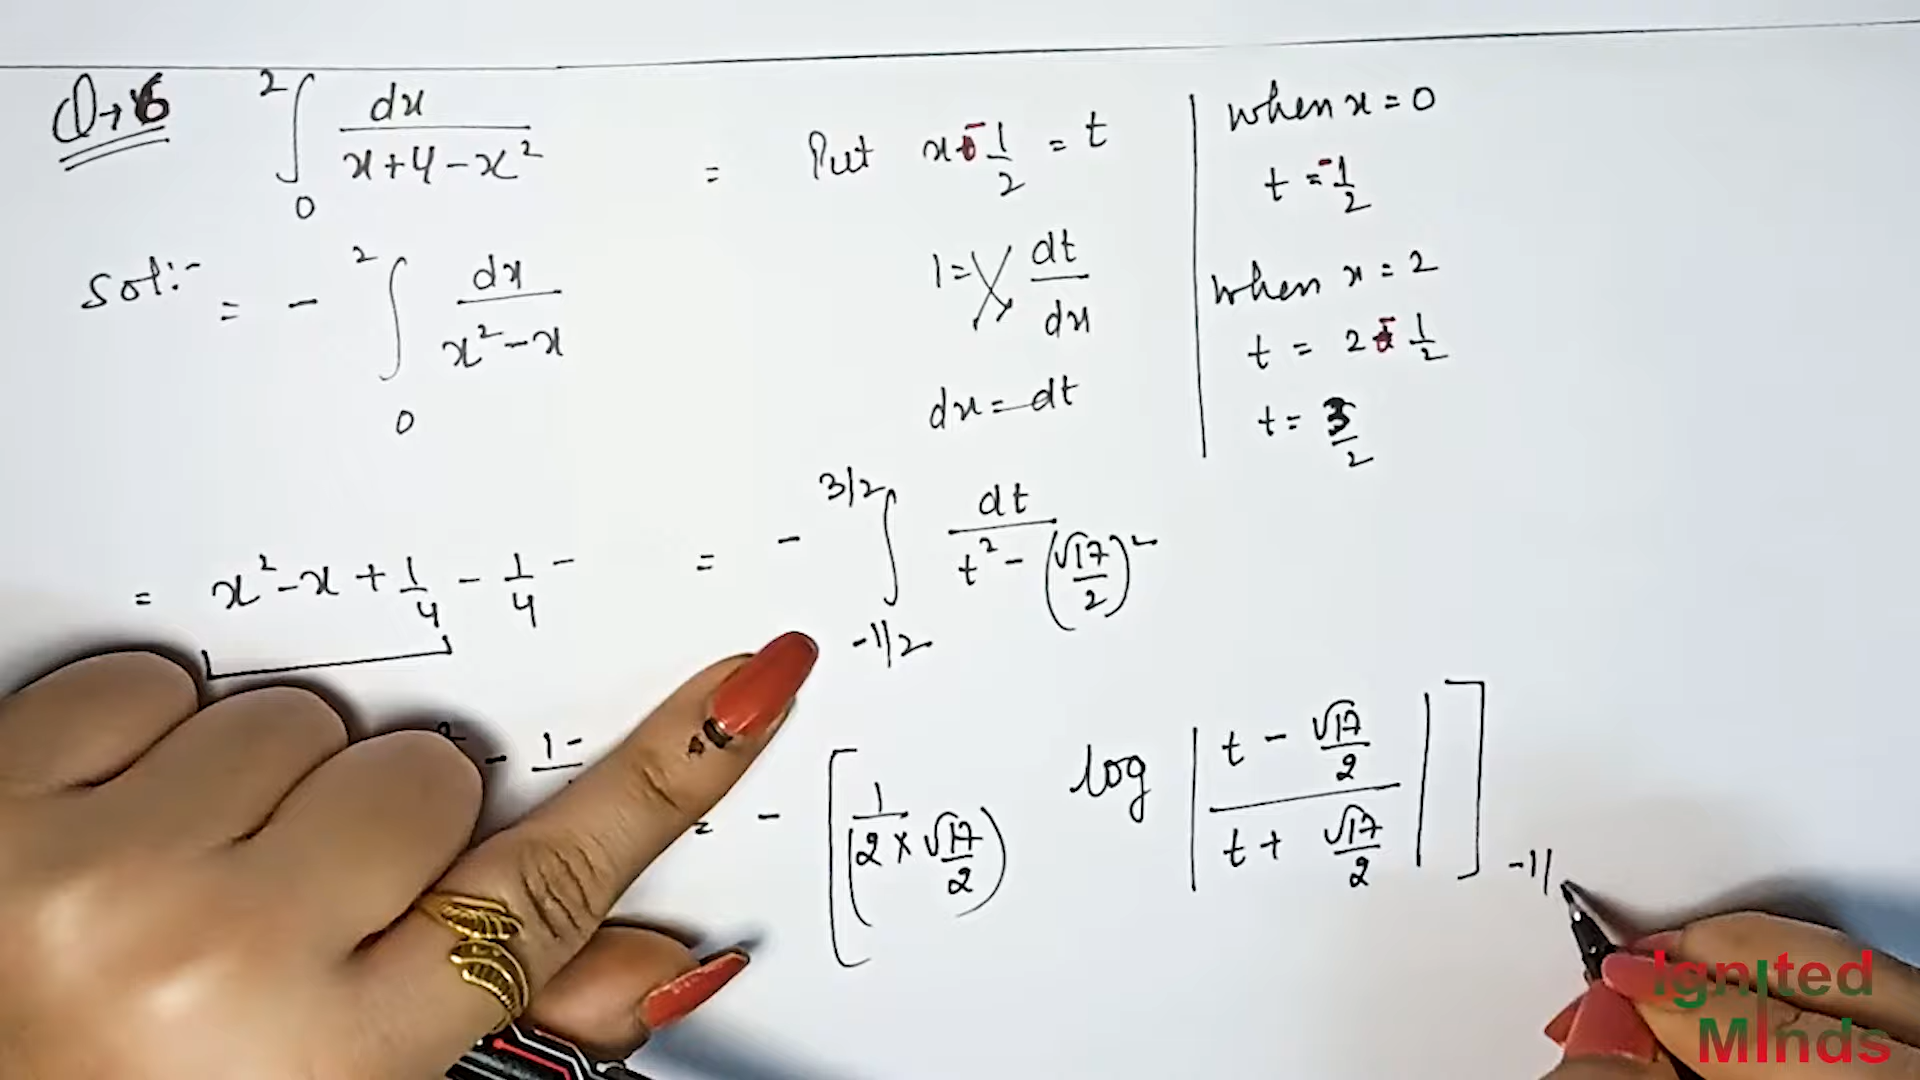 Q→6 ∫₀² dx / (x+4-x²)
Sol:- = - ∫₀² dx / (x²-x
= x²-x+1/4 - 1/4 -
- 1 -
= Put x-1/2 = t
1 = dt/dx
dx = dt
when x = 0
t = -1/2
when x = 2
t = 2-1/2
t = 3/2
= - ∫_{-1/2}^{3/2} dt / (t² - (√17/2)²)
= - [1/(2×√17/2) log |(t - √17/2)/(t + √17/2)|]_{-1/
Ignited
Minds